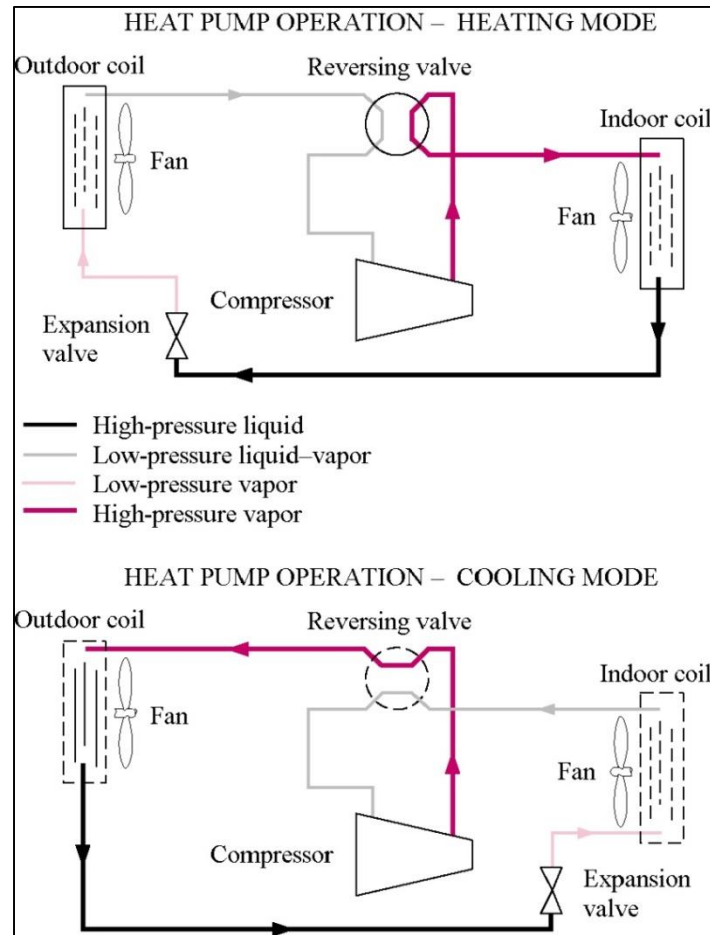 HEAT PUMP OPERATION – HEATING MODE
Outdoor coil
Reversing valve
Indoor coil
Fan
Fan
Compressor
Expansion
valve
High-pressure liquid
Low-pressure liquid–vapor
Low-pressure vapor
High-pressure vapor
HEAT PUMP OPERATION – COOLING MODE
Outdoor coil
Reversing valve
Indoor coil
Fan
Fan
Compressor
Expansion
valve